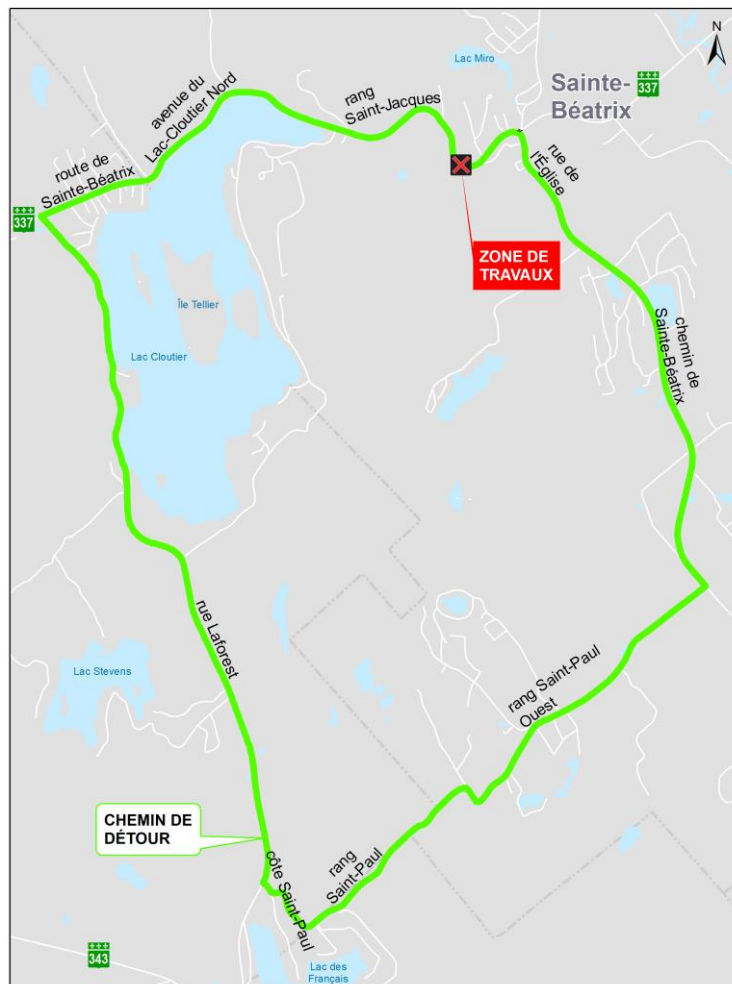 N
Lac Miro
Sainte-
Béatrix
337
avenue du
Lac-Cloutier Nord
rang
Saint-Jacques
route de
Sainte-Béatrix
rue de
l'Église
337
ZONE DE
TRAVAUX
Île Tellier
Lac Cloutier
chemin de
Sainte-Béatrix
rue Laforest
Lac Stevens
rang Saint-Paul
Ouest
CHEMIN DE
DÉTOUR
côte Saint-Paul
rang
Saint-Paul
343
Lac des
Français